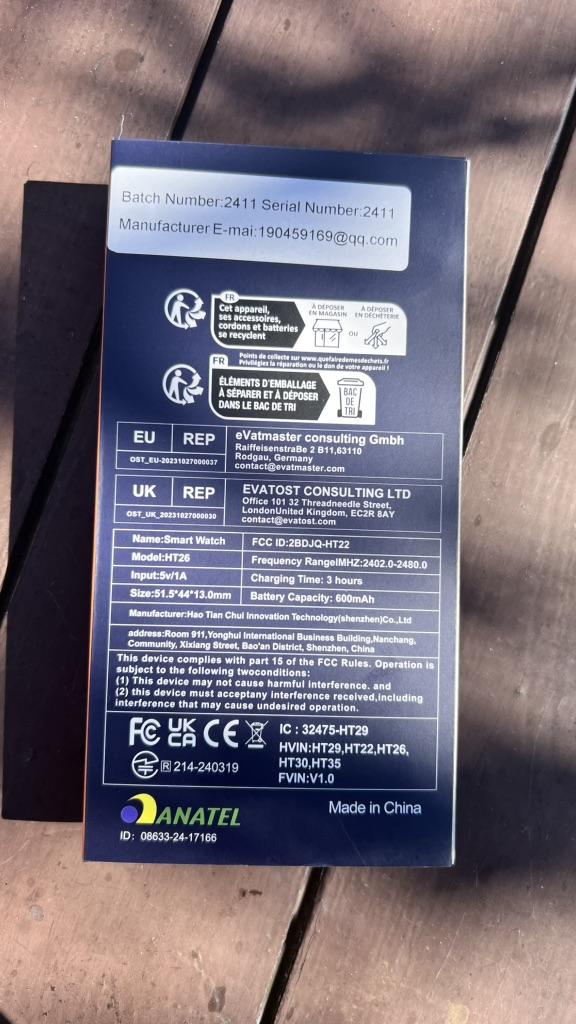 Batch Number:2411 Serial Number:2411
Manufacturer E-mai:190459169@qq.com
FR
Cet appareil,
ses accessoires,
cordons et batteries
se recyclent
À DÉPOSER
EN MAGASIN
OU
À DÉPOSER
EN DÉCHÈTERIE
Points de collecte sur www.quefairedemesdechets.fr
Privilégiez la réparation ou le don de votre appareil !
FR
ÉLÉMENTS D'EMBALLAGE
À SÉPARER ET À DÉPOSER
DANS LE BAC DE TRI
BAC
DE
TRI
EU REP
OST_EU-20231027000037
eVatmaster consulting Gmbh
RaiffeisenstraBe 2 B11,63110
Rodgau, Germany
contact@evatmaster.com
UK REP
OST_UK_20231027000030
EVATOST CONSULTING LTD
Office 101 32 Threadneedle Street,
LondonUnited Kingdom, EC2R 8AY
contact@evatost.com
Name:Smart Watch FCC ID:2BDJQ-HT22
Model:HT26 Frequency RangelMHZ:2402.0-2480.0
Input:5v/1A Charging Time: 3 hours
Size:51.5*44*13.0mm Battery Capacity: 600mAh
Manufacturer:Hao Tian Chui Innovation Technology(shenzhen)Co.,Ltd
address:Room 911,Yonghui International Business Building,Nanchang,
Community, Xixiang Street, Bao'an District, Shenzhen, China
This device complies with part 15 of the FCC Rules. Operation is
subject to the following twoconditions:
(1) This device may not cause harmful interference. and
(2) this device must acceptany interference received,including
interference that may cause undesired operation.
FC UK CA CE
IC : 32475-HT29
HVIN:HT29,HT22,HT26,
HT30,HT35
FVIN:V1.0
R 214-240319
ANATEL
ID: 08633-24-17166
Made in China